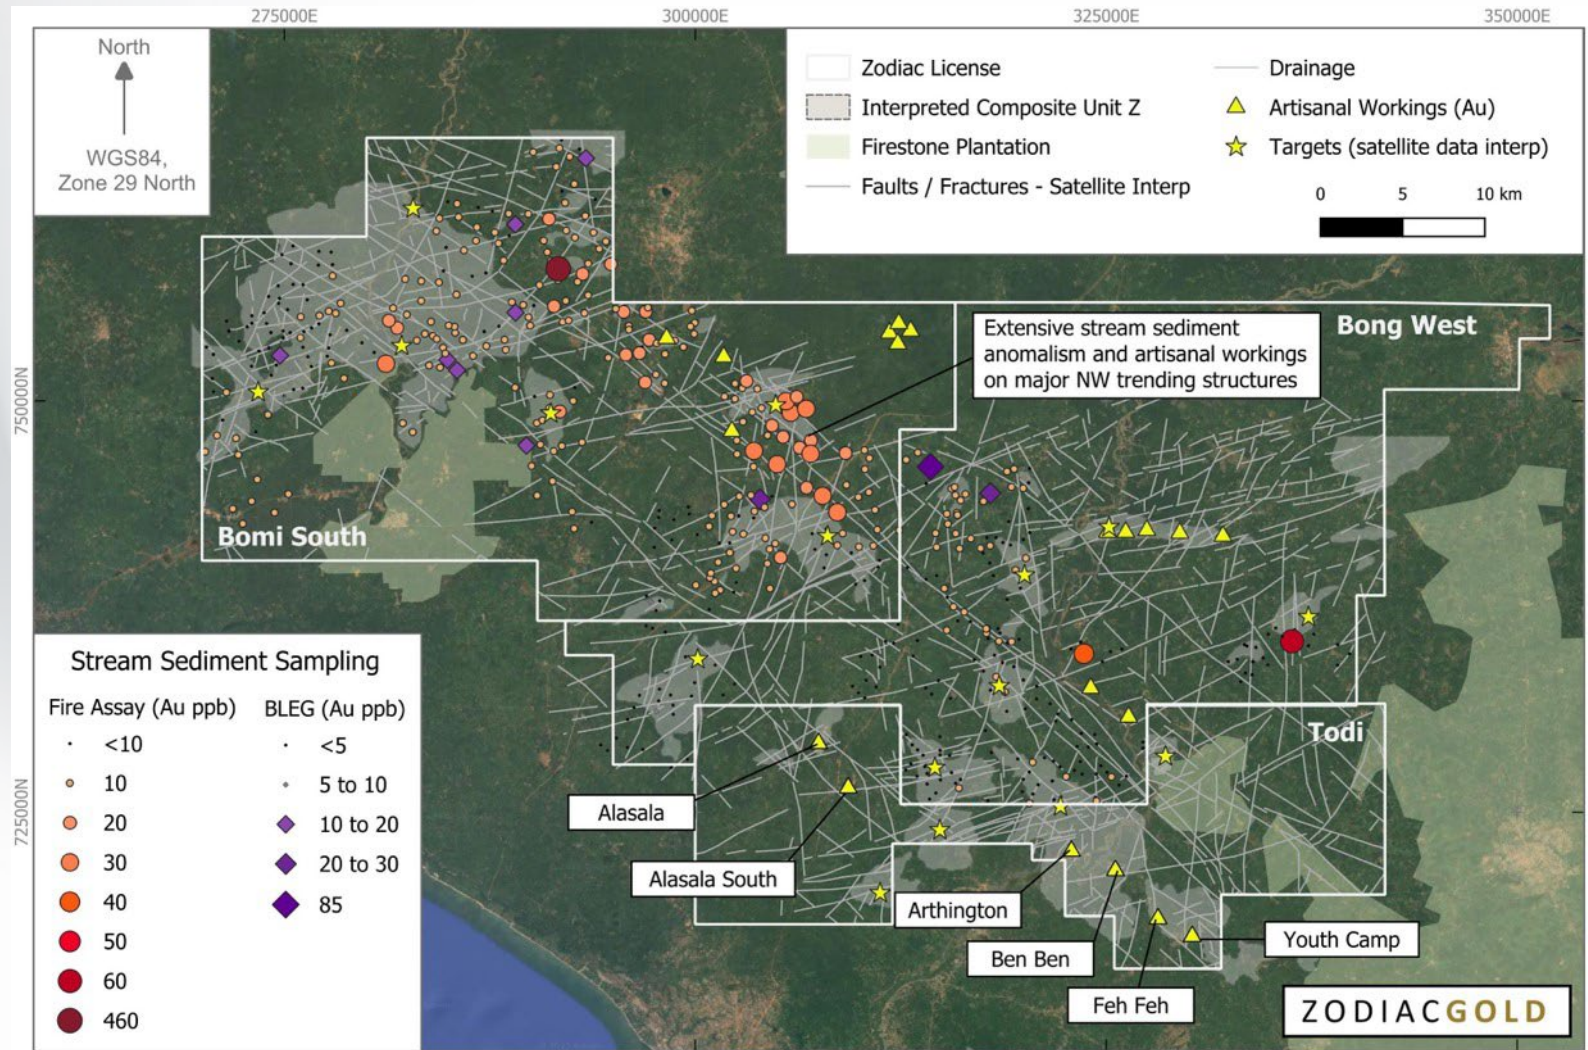 275000E
300000E
325000E
350000E
North
WGS84,
Zone 29 North
Zodiac License
Interpreted Composite Unit Z
Firestone Plantation
Faults / Fractures - Satellite Interp
Drainage
Artisanal Workings (Au)
Targets (satellite data interp)
0 5 10 km
750000N
725000N
Extensive stream sediment
anomalism and artisanal workings
on major NW trending structures
Bong West
Bomi South
Todi
Stream Sediment Sampling
Fire Assay (Au ppb)
<10
10
20
30
40
50
60
460
BLEG (Au ppb)
<5
5 to 10
10 to 20
20 to 30
85
Alasala
Alasala South
Arthington
Ben Ben
Feh Feh
Youth Camp
ZODIACGOLD